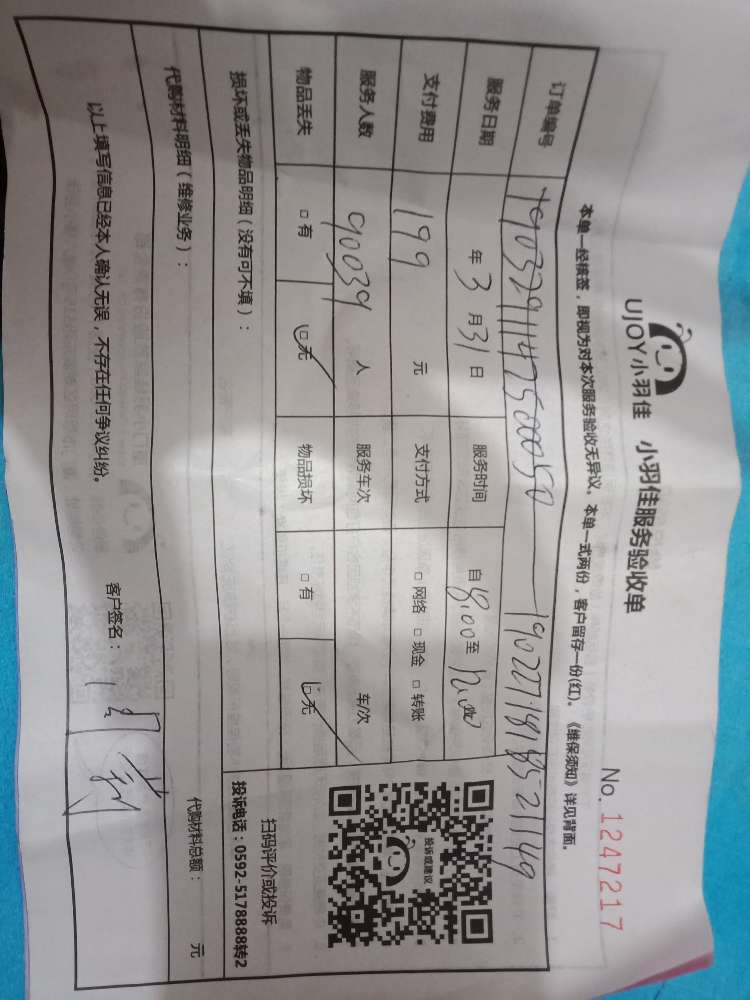 UJOY小羽佳 小羽佳服务验收单
No. 1247217
本单一经核签，即视为对本次服务验收无异议。本单一式两份，客户留存一份(红)。《维保须知》详见背面。
订单编号
服务日期 年 3 月 31 日 服务时间 自 18:00 至
支付费用 199 元 支付方式 □ 网络 □ 现金 □ 转账
服务人数 90039 人 服务车次 车/次
物品丢失 □ 有 □ 无 物品损坏 □ 有 □ 无
投诉或建议
扫码评价或投诉
投诉电话：0592-5178888转2
损坏或丢失物品明细（没有可不填）：
代购材料明细（维修业务）： 代购材料总额： 元
以上填写信息已经本人确认无误，不存在任何争议纠纷。 客户签名：